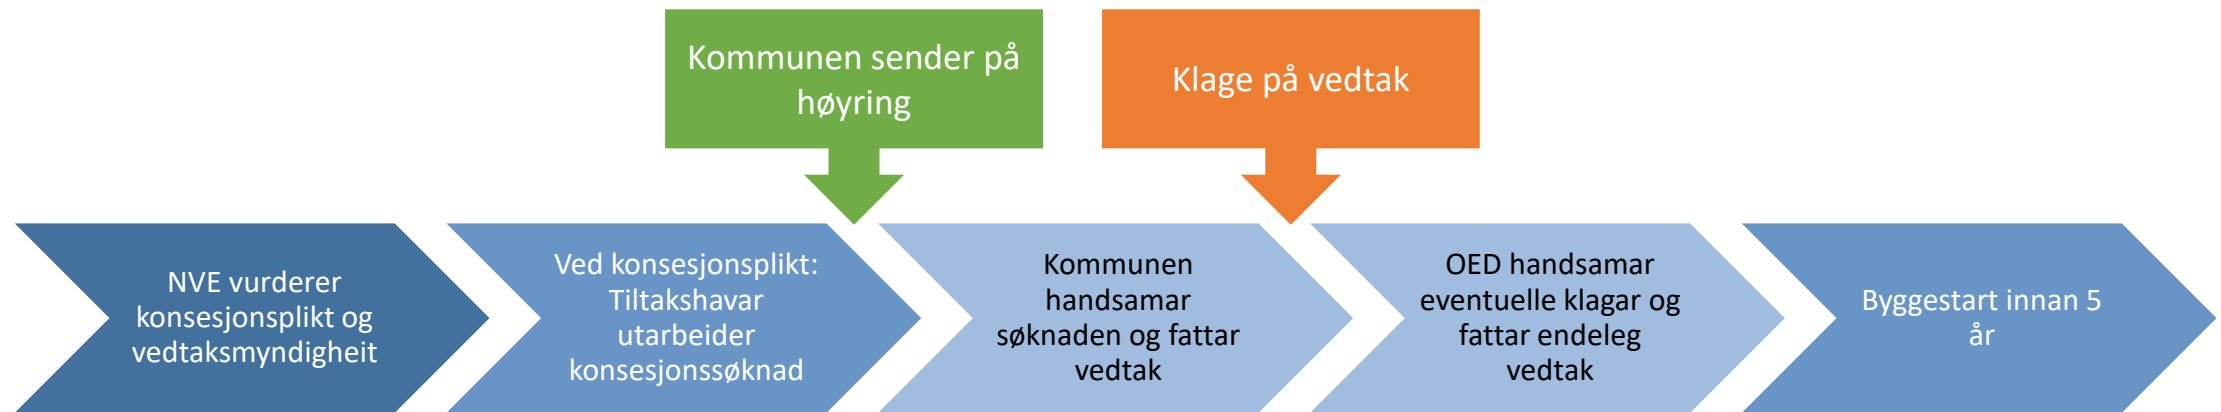 Kommunen sender på
høyring
Klage på vedtak
NVE vurderer
konsesjonsplikt og
vedtaksmyndigheit
Ved konsesjonsplikt:
Tiltakshavar
utarbeider
konsesjonssøknad
Kommunen
handsamar
søknaden og fattar
vedtak
OED handsamar
eventuelle klagar og
fattar endeleg
vedtak
Byggestart innan 5
år